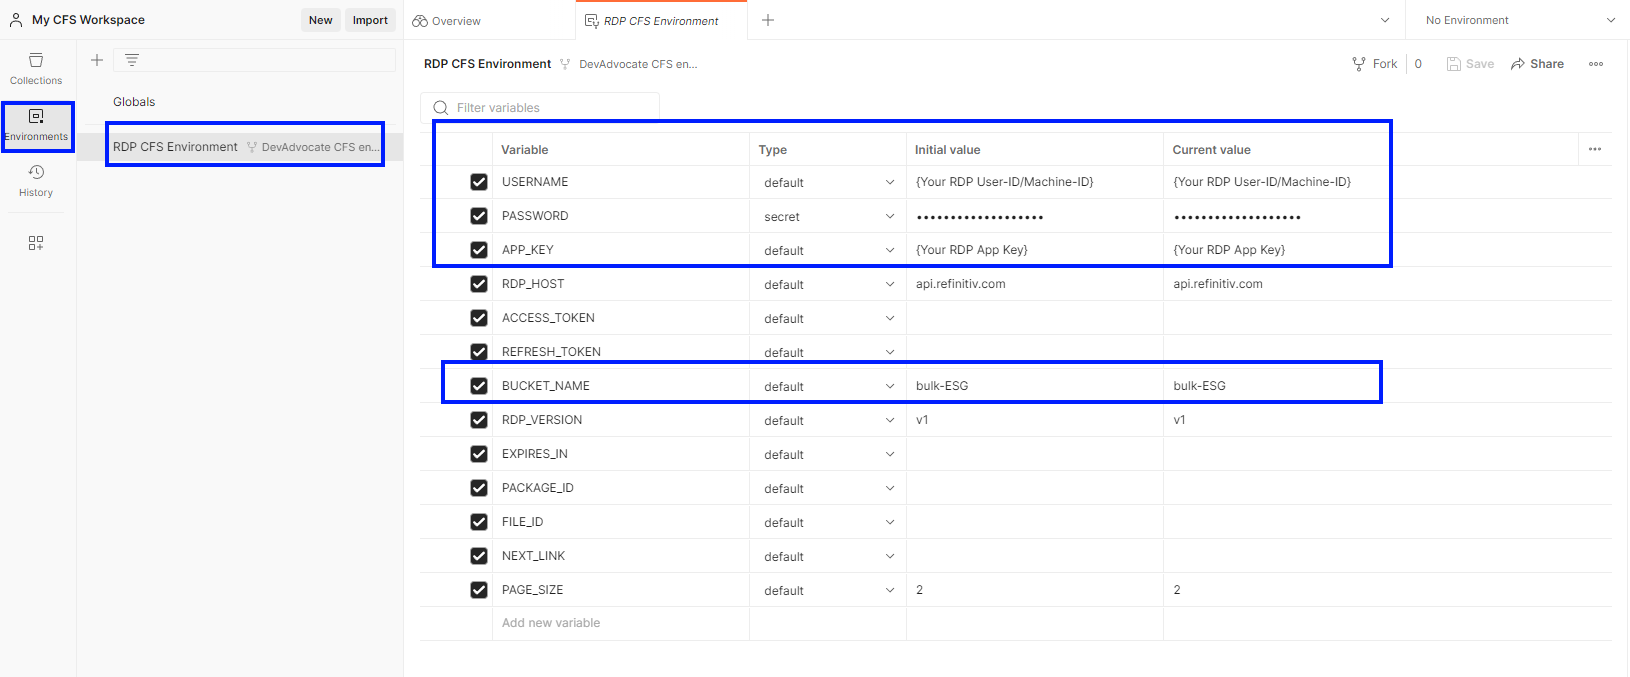 My CFS Workspace
New
Import
Overview
RDP CFS Environment
No Environment
Collections
Environments
History
Globals
RDP CFS Environment DevAdvocate CFS en...
RDP CFS Environment DevAdvocate CFS en...
Fork 0
Save
Share
Filter variables
Variable Type Initial value Current value
USERNAME default {Your RDP User-ID/Machine-ID} {Your RDP User-ID/Machine-ID}
PASSWORD secret ••••••••••••••••••• •••••••••••••••••••
APP_KEY default {Your RDP App Key} {Your RDP App Key}
RDP_HOST default api.refinitiv.com api.refinitiv.com
ACCESS_TOKEN default
REFRESH_TOKEN default
BUCKET_NAME default bulk-ESG bulk-ESG
RDP_VERSION default v1 v1
EXPIRES_IN default
PACKAGE_ID default
FILE_ID default
NEXT_LINK default
PAGE_SIZE default 2 2
Add new variable